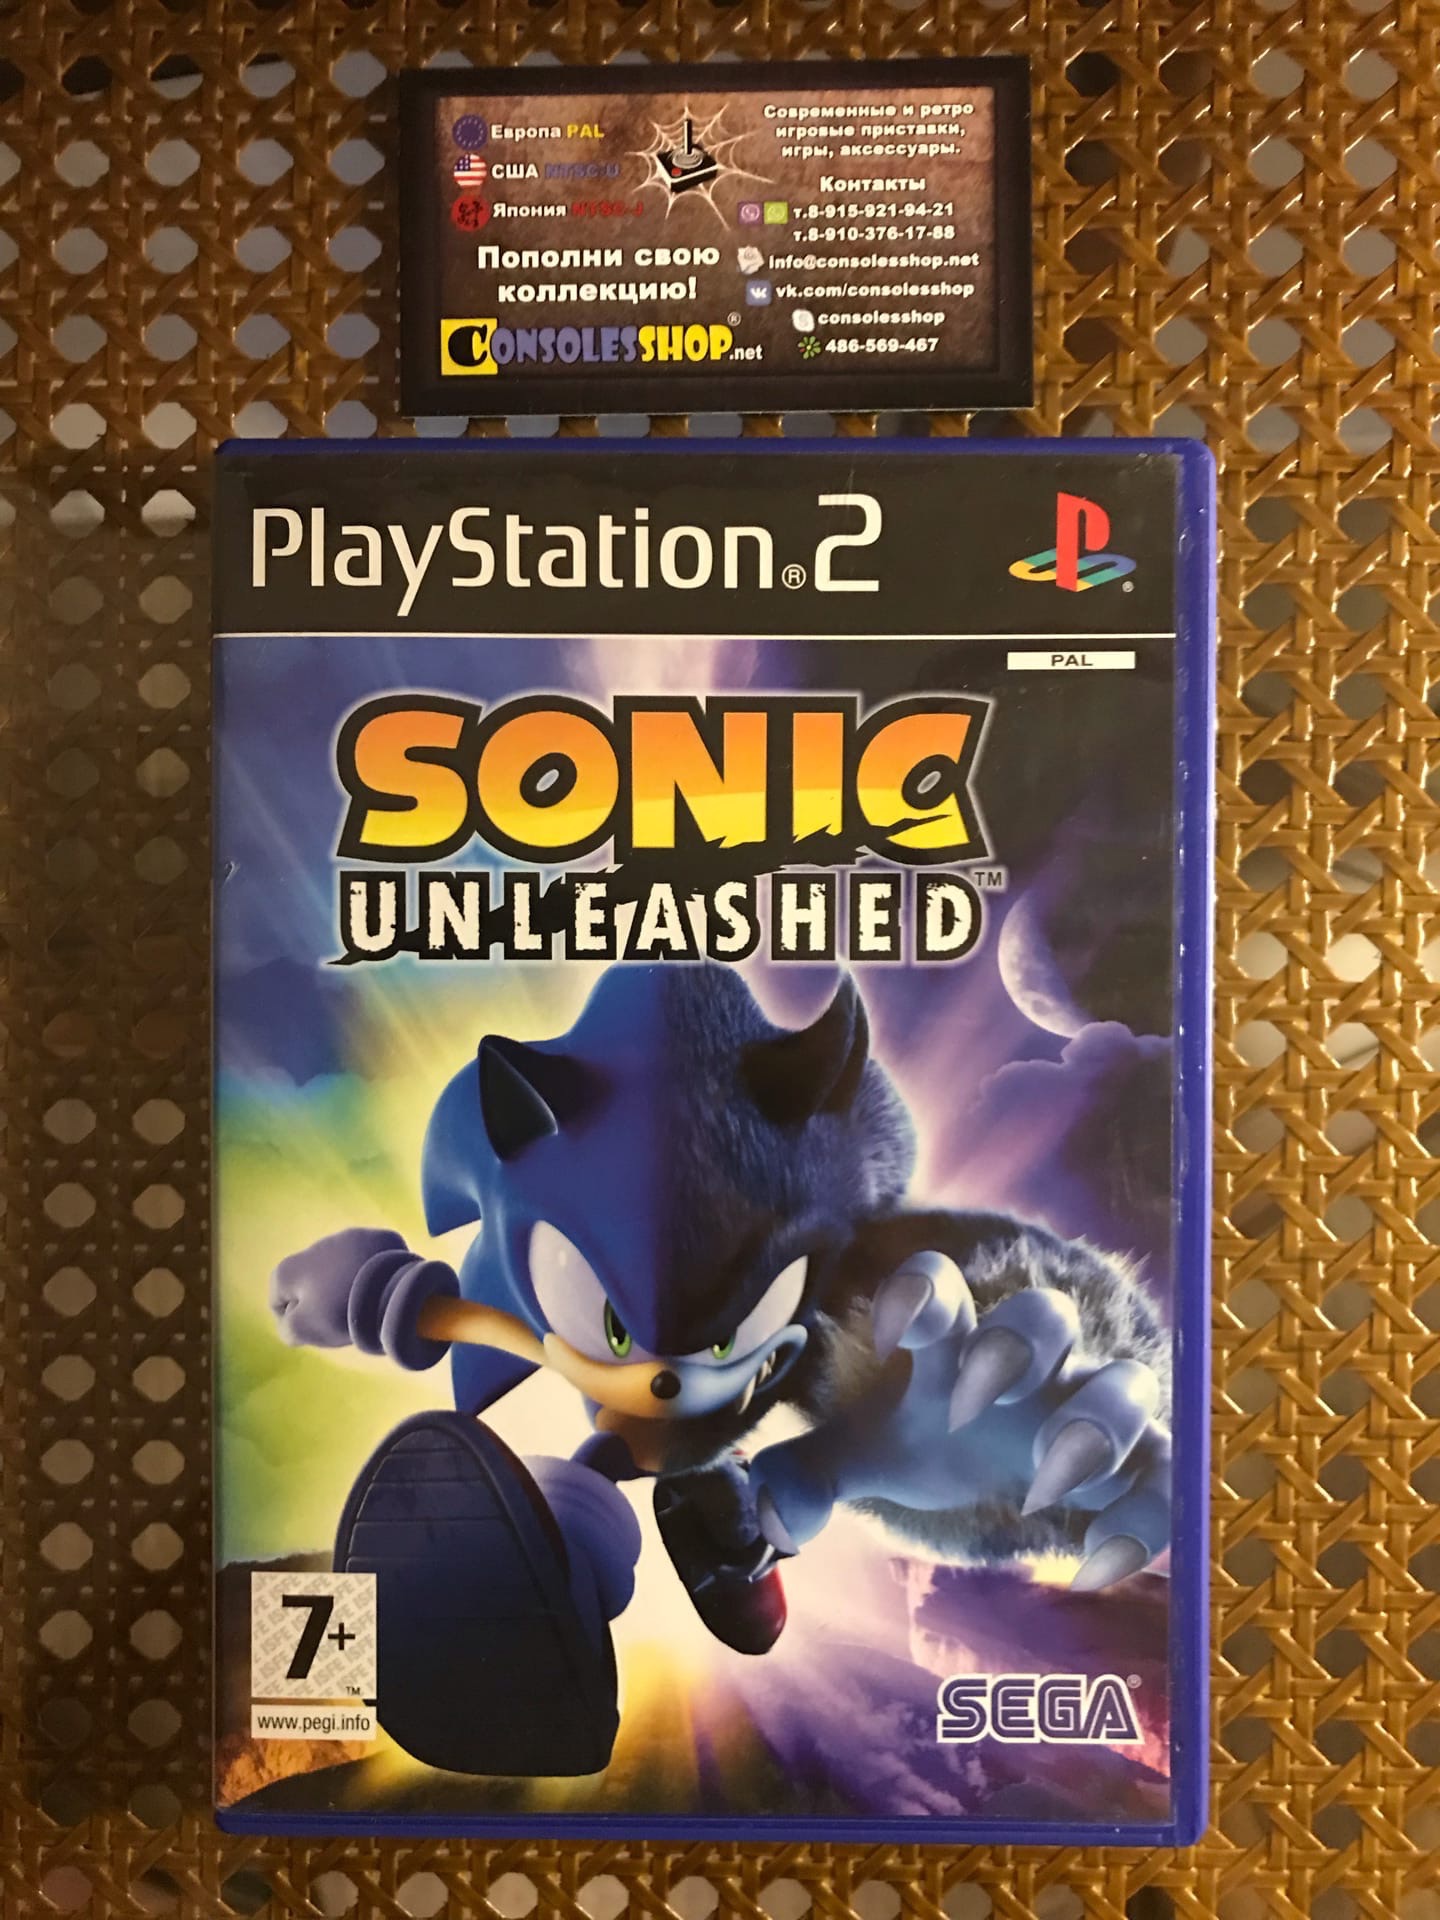 Европа PAL
США NTSC-U
Япония NTSC-J
Пополни свою
коллекцию!
CONSOLESSHOP.net®
Современные и ретро
игровые приставки,
игры, аксессуары.
Контакты
т.8-915-921-94-21
т.8-910-376-17-88
info@consolesshop.net
vk.com/consolesshop
consolesshop
486-569-467
PlayStation®2
PAL
SONIC
UNLEASHED™
7+
www.pegi.info
SEGA®